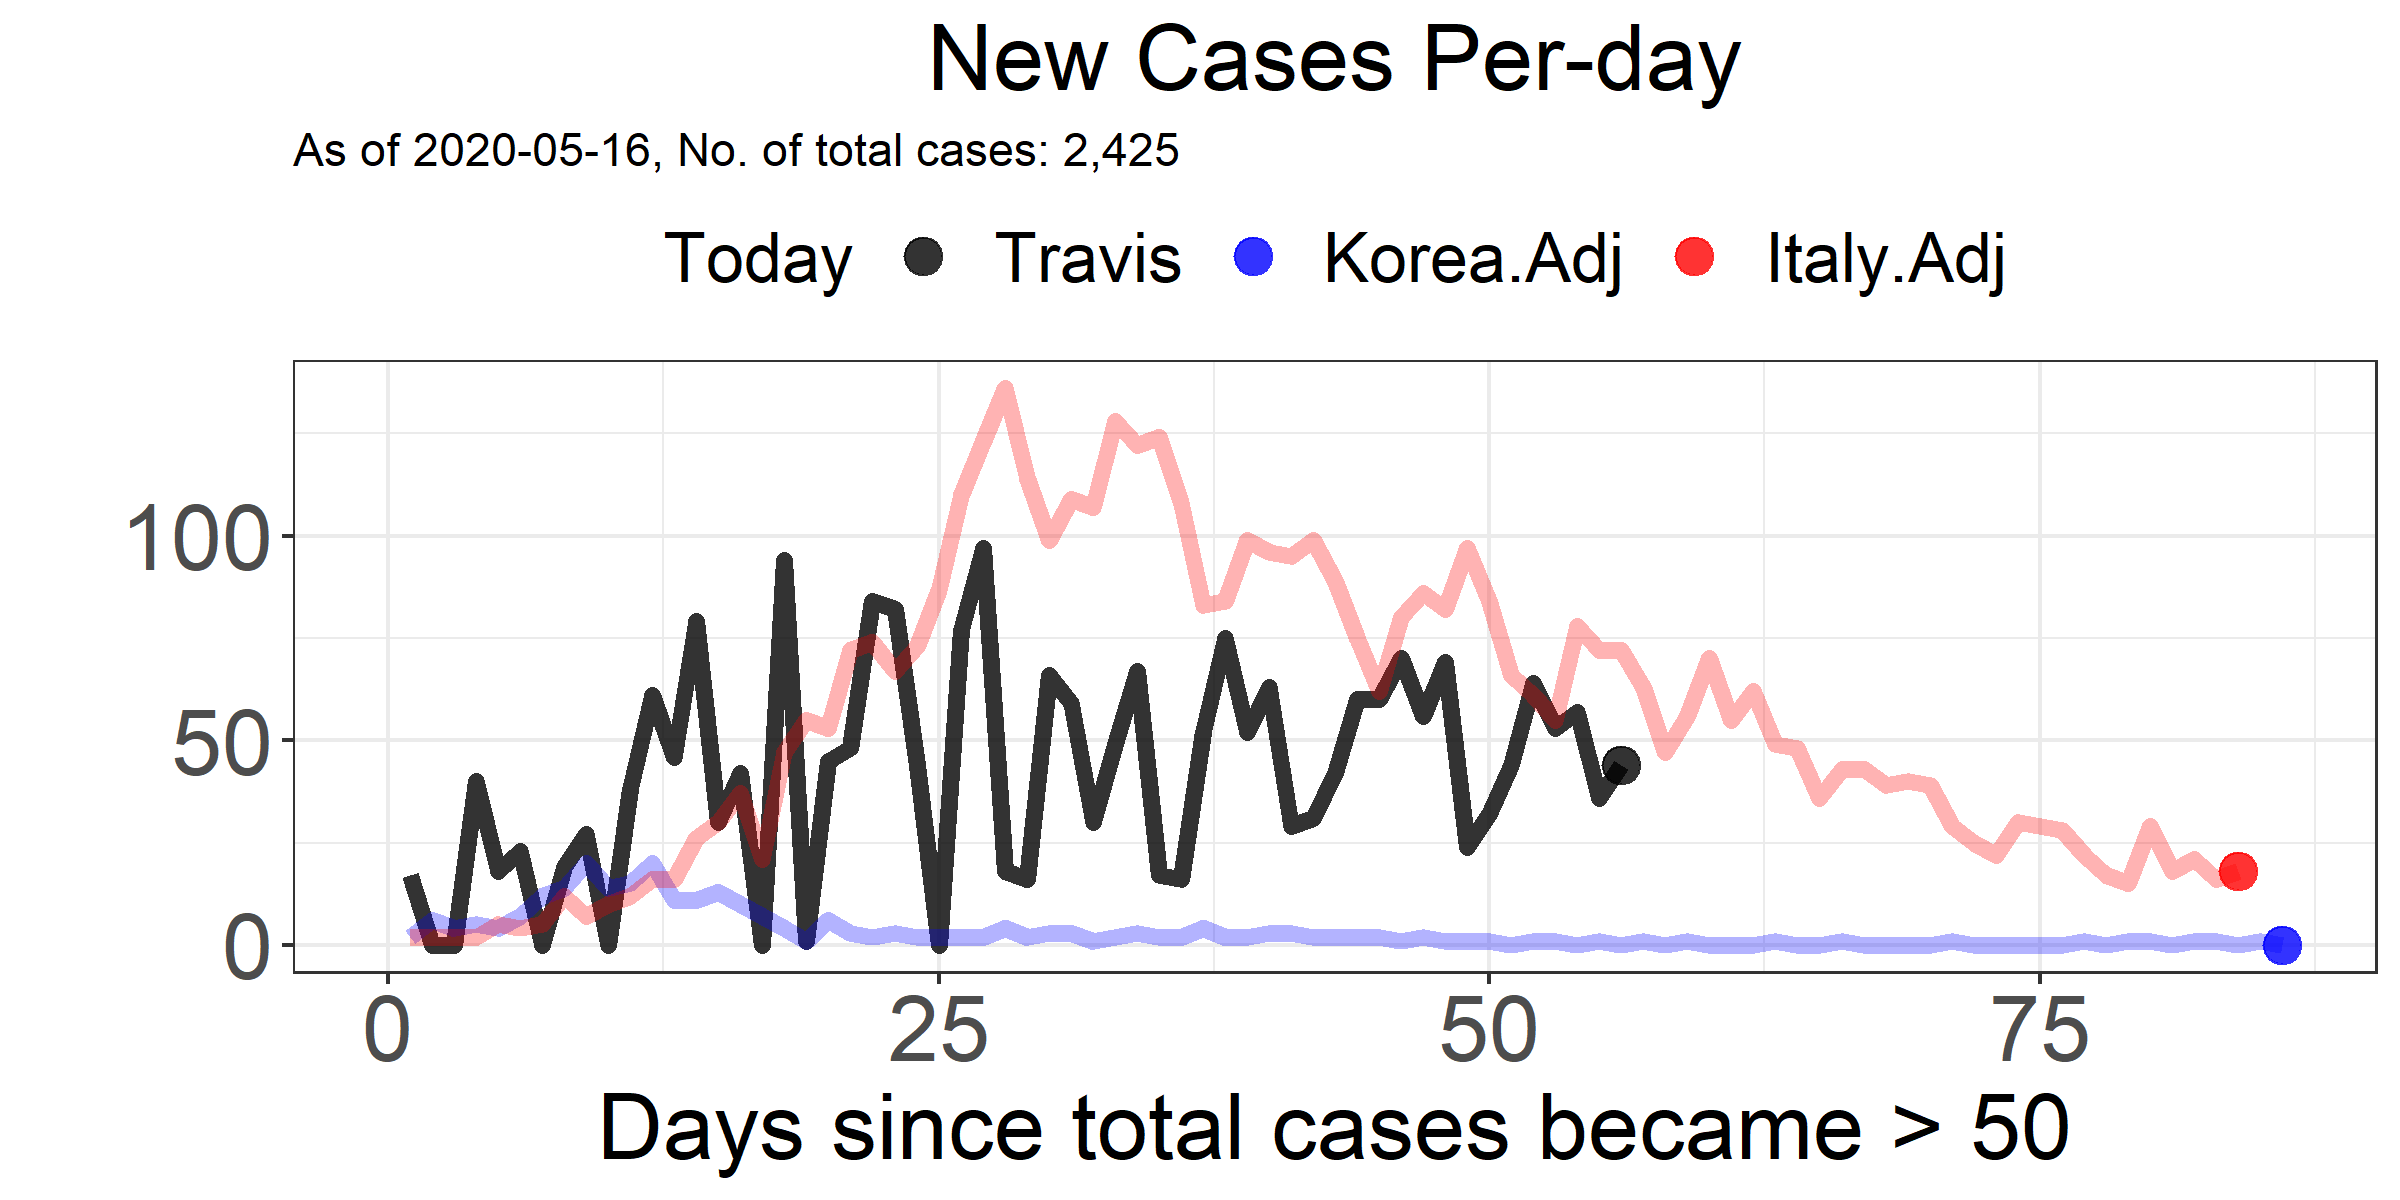 New Cases Per-day
As of 2020-05-16, No. of total cases: 2,425
Today Travis Korea.Adj Italy.Adj
100
50
0
0 25 50 75
Days since total cases became > 50